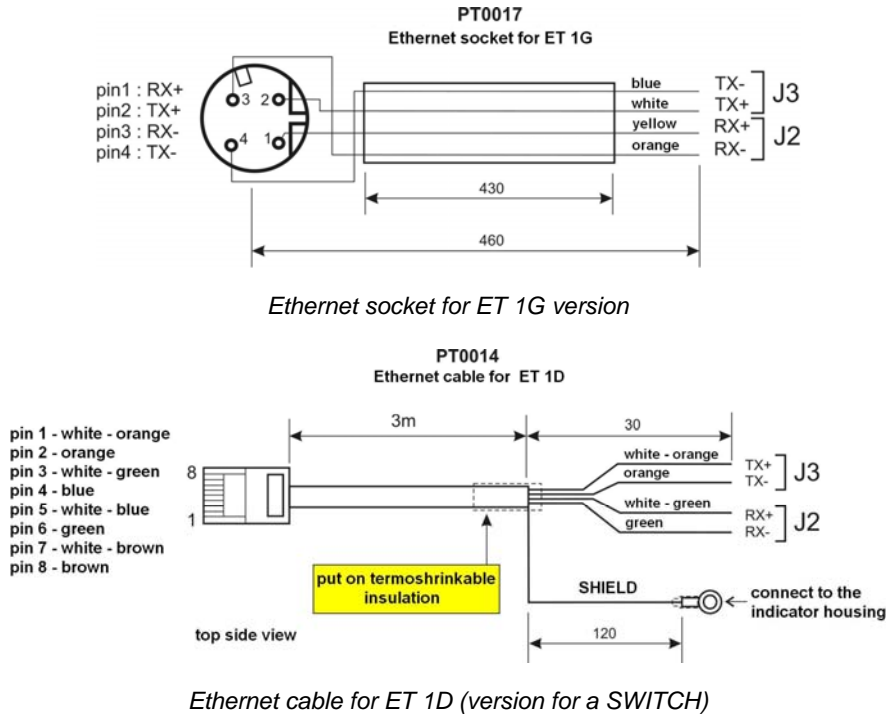 PT0017
Ethernet socket for ET 1G
pin1 : RX+
pin2 : TX+
pin3 : RX-
pin4 : TX-
3 2
4 1
blue TX-
white TX+
J3
yellow RX+
orange RX-
J2
430
460
Ethernet socket for ET 1G version
PT0014
Ethernet cable for ET 1D
pin 1 - white - orange
pin 2 - orange
pin 3 - white - green
pin 4 - blue
pin 5 - white - blue
pin 6 - green
pin 7 - white - brown
pin 8 - brown
8
1
3m
30
white - orange TX+
orange TX-
J3
white - green RX+
green RX-
J2
put on termoshrinkable
insulation
SHIELD
connect to the
indicator housing
120
top side view
Ethernet cable for ET 1D (version for a SWITCH)